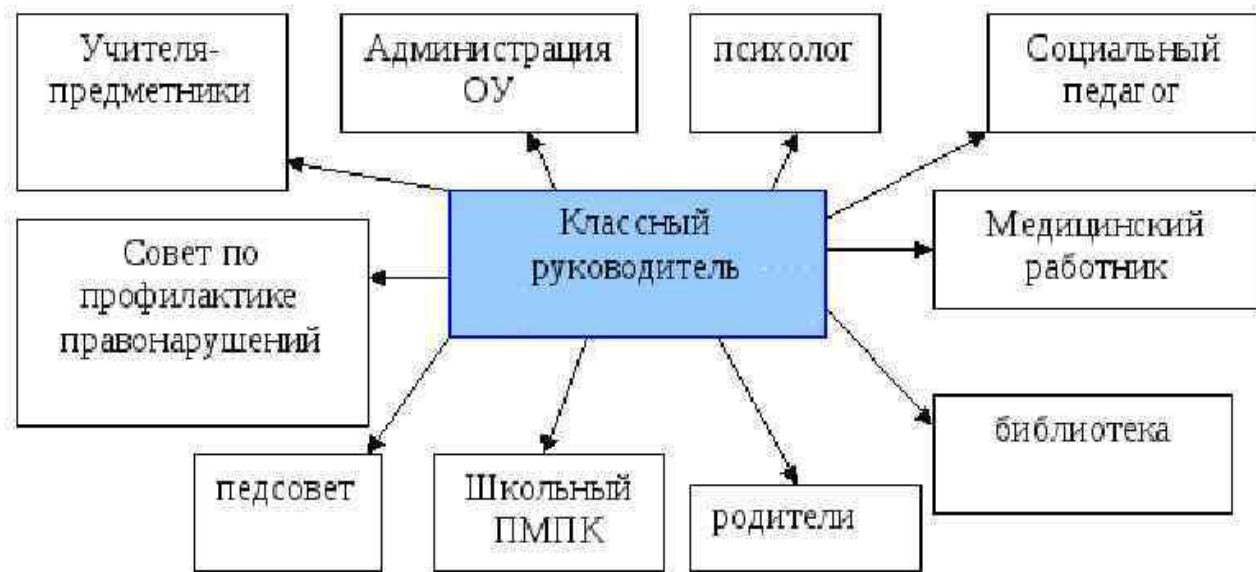 Учителя-
предметники
Администрация
ОУ
психолог
Социальный
педагог
Классный
руководитель
Медицинский
работник
Совет по
профилактике
правонарушений
библиотека
педсовет
Школьный
ПМПК
родители